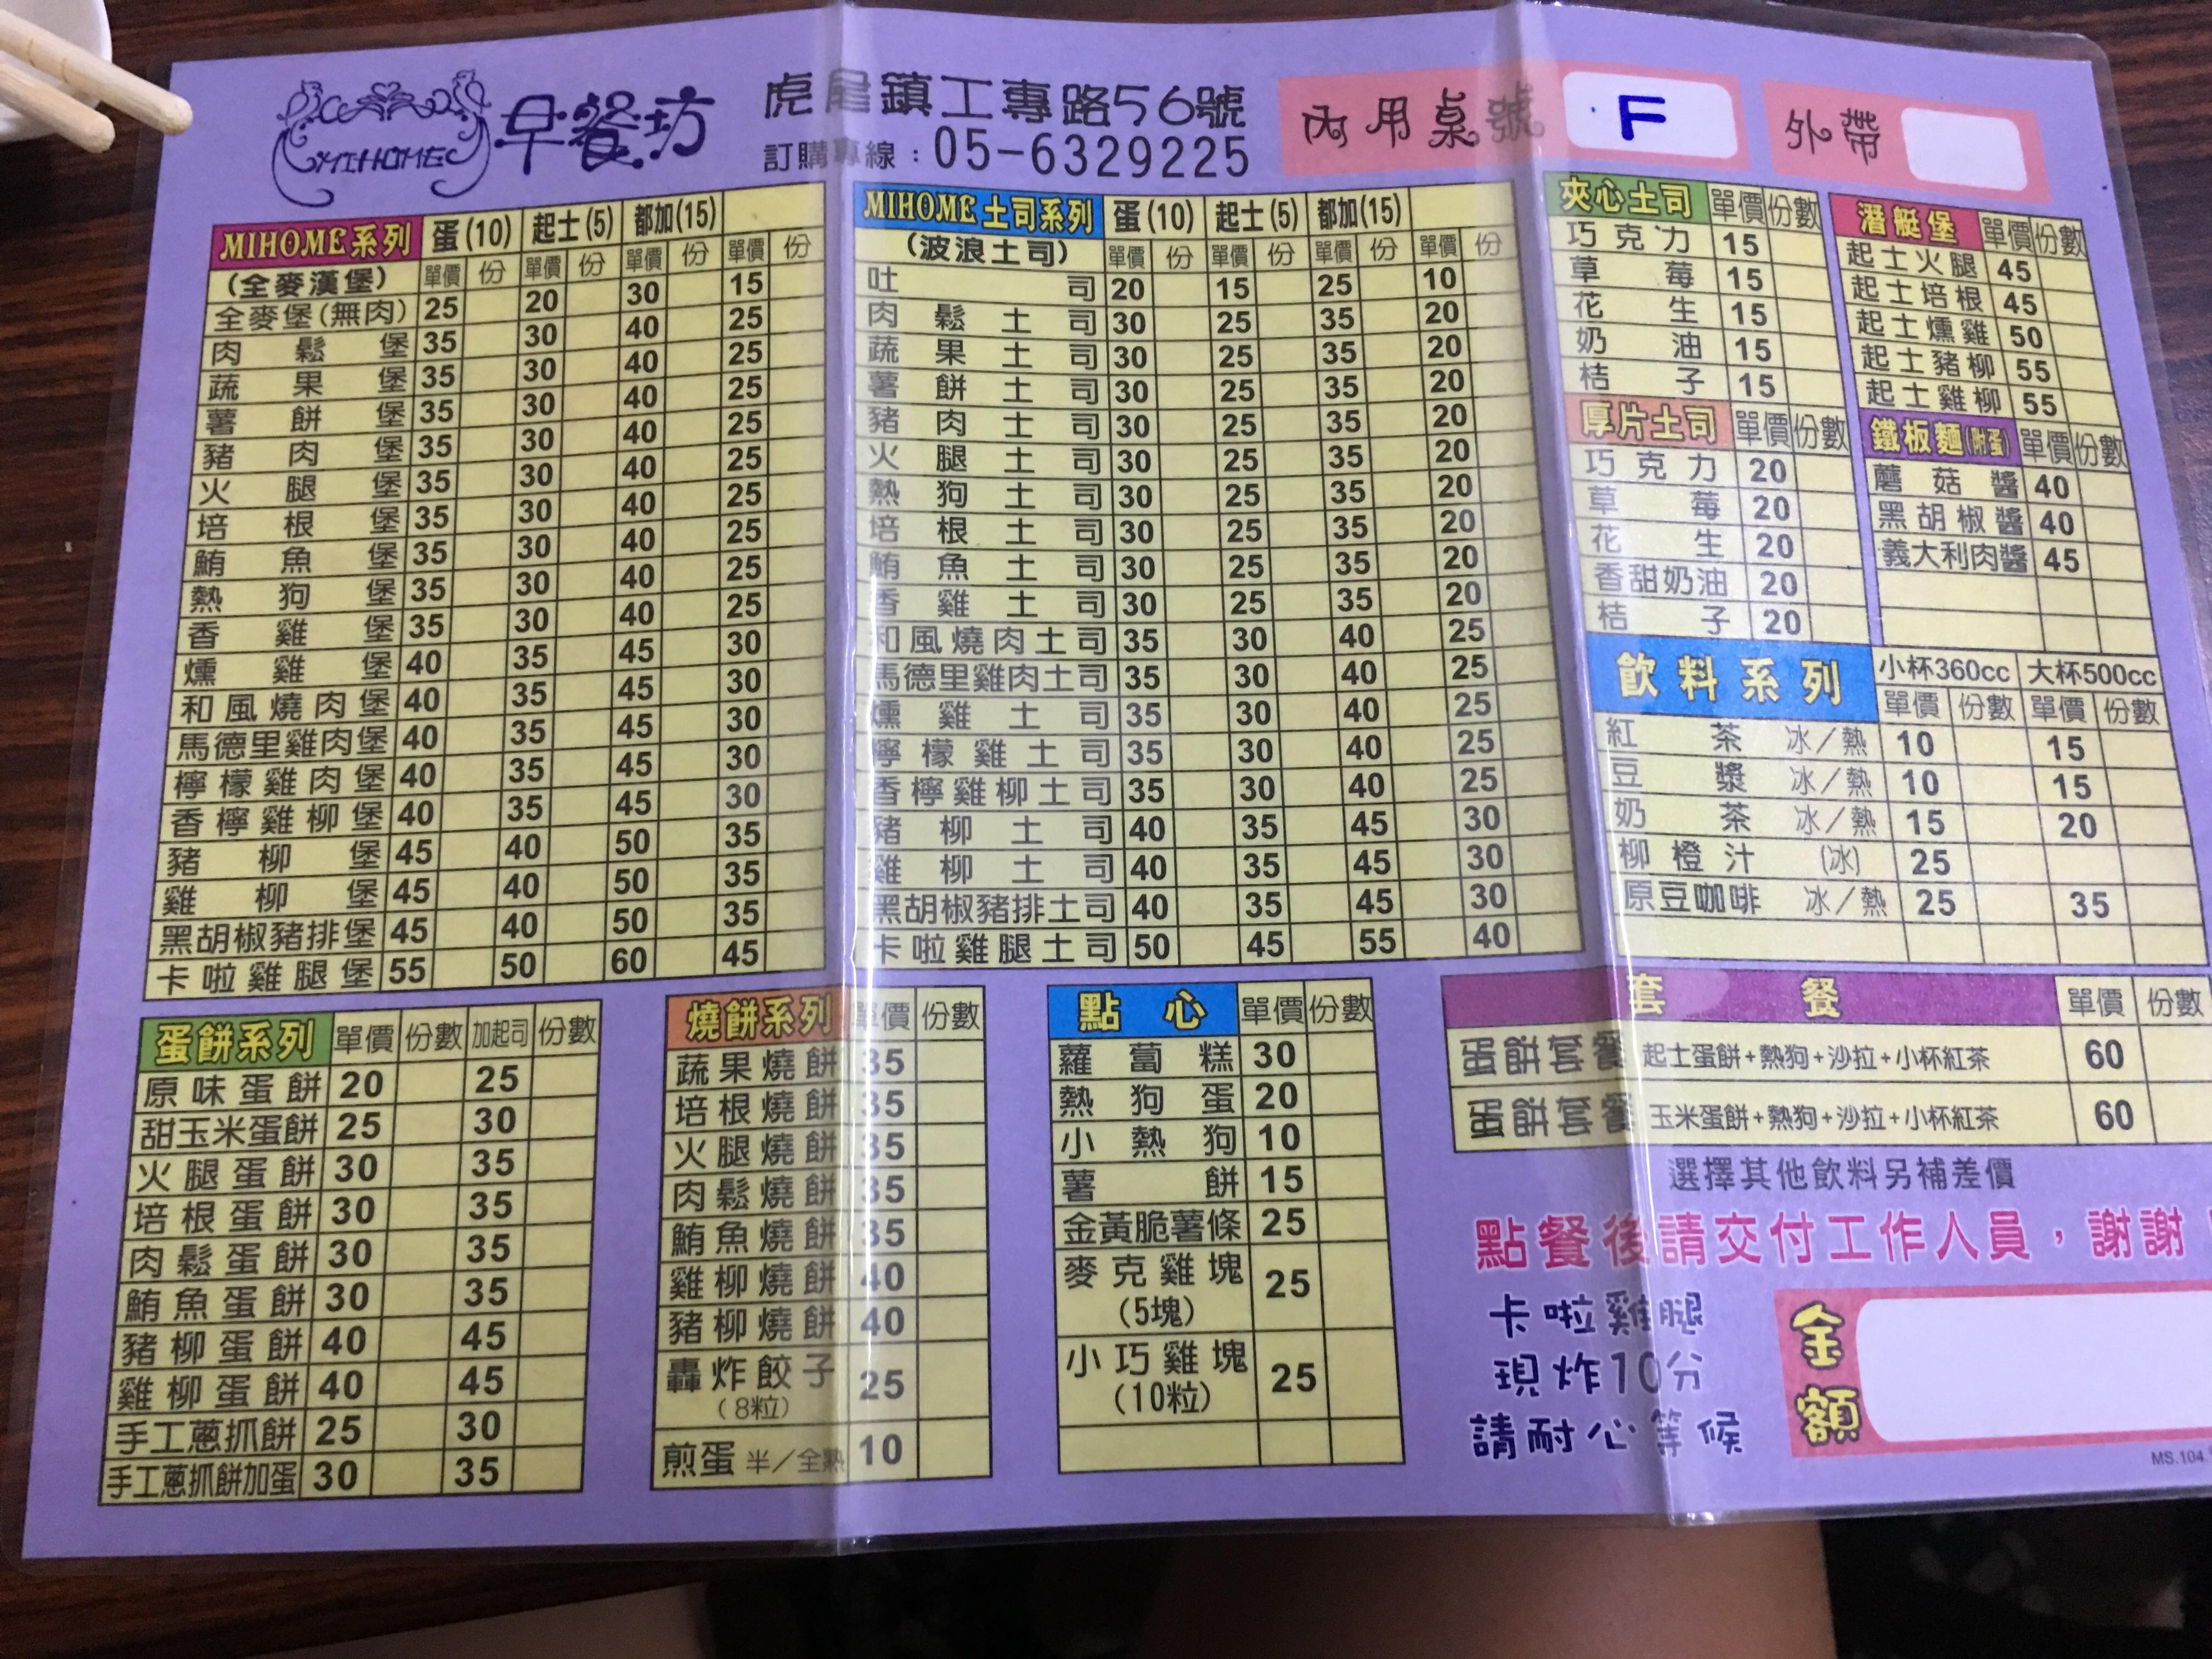 MIHOME 早餐坊
虎尾鎮工專路56號
訂購專線：05-6329225
內用桌號 F 外帶
MIHOME系列 蛋(10) 起士(5) 都加(15)
(全麥漢堡) 單價 份 單價 份 單價 份 單價 份
全麥堡(無肉) 25 20 30 15
肉鬆堡 35 30 40 25
蔬果堡 35 30 40 25
薯餅堡 35 30 40 25
豬肉堡 35 30 40 25
火腿堡 35 30 40 25
培根堡 35 30 40 25
鮪魚堡 35 30 40 25
熱狗堡 35 30 40 25
香雞堡 35 30 40 25
燻雞堡 40 35 45 30
和風燒肉堡 40 35 45 30
馬德里雞肉堡 40 35 45 30
檸檬雞肉堡 40 35 45 30
香檸雞柳堡 40 35 45 30
豬柳堡 45 40 50 35
雞柳堡 45 40 50 35
黑胡椒豬排堡 45 40 50 35
卡啦雞腿堡 55 50 60 45
MIHOME土司系列 蛋(10) 起士(5) 都加(15)
(波浪土司) 單價 份 單價 份 單價 份 單價 份
吐司 20 15 25 10
肉鬆土司 30 25 35 20
蔬果土司 30 25 35 20
薯餅土司 30 25 35 20
豬肉土司 30 25 35 20
火腿土司 30 25 35 20
熱狗土司 30 25 35 20
培根土司 30 25 35 20
鮪魚土司 30 25 35 20
香雞土司 30 25 35 20
和風燒肉土司 35 30 40 25
馬德里雞肉土司 35 30 40 25
燻雞土司 35 30 40 25
檸檬雞土司 35 30 40 25
香檸雞柳土司 35 30 40 25
豬柳土司 40 35 45 30
雞柳土司 40 35 45 30
黑胡椒豬排土司 40 35 45 30
卡啦雞腿土司 50 45 55 40
夾心土司 單價 份數
巧克力 15
草莓 15
花生 15
奶油 15
桔子 15
厚片土司 單價 份數
巧克力 20
草莓 20
花生 20
香甜奶油 20
桔子 20
潛艇堡 單價 份數
起士火腿 45
起士培根 45
起士燻雞 50
起士豬柳 55
起士雞柳 55
鐵板麵(附蛋) 單價 份數
蘑菇醬 40
黑胡椒醬 40
義大利肉醬 45
飲料系列 小杯360cc 大杯500cc
單價 份數 單價 份數
紅茶 冰／熱 10 15
豆漿 冰／熱 10 15
奶茶 冰／熱 15 20
柳橙汁 (冰) 25
原豆咖啡 冰／熱 25 35
蛋餅系列 單價 份數 加起司 份數
原味蛋餅 20 25
甜玉米蛋餅 25 30
火腿蛋餅 30 35
培根蛋餅 30 35
肉鬆蛋餅 30 35
鮪魚蛋餅 30 35
豬柳蛋餅 40 45
雞柳蛋餅 40 45
手工蔥抓餅 25 30
手工蔥抓餅加蛋 30 35
燒餅系列 單價 份數
蔬果燒餅 35
培根燒餅 35
火腿燒餅 35
肉鬆燒餅 35
鮪魚燒餅 35
雞柳燒餅 40
豬柳燒餅 40
轟炸餃子 25
(8粒)
煎蛋 半／全熟 10
點心 單價 份數
蘿蔔糕 30
熱狗蛋 20
小熱狗 10
薯餅 15
金黃脆薯條 25
麥克雞塊 25
(5塊)
小巧雞塊 25
(10粒)
套餐 單價 份數
蛋餅套餐 起士蛋餅+熱狗+沙拉+小杯紅茶 60
蛋餅套餐 玉米蛋餅+熱狗+沙拉+小杯紅茶 60
選擇其他飲料另補差價
點餐後請交付工作人員，謝謝
卡啦雞腿
現炸10分
請耐心等候
金額
MS.104.